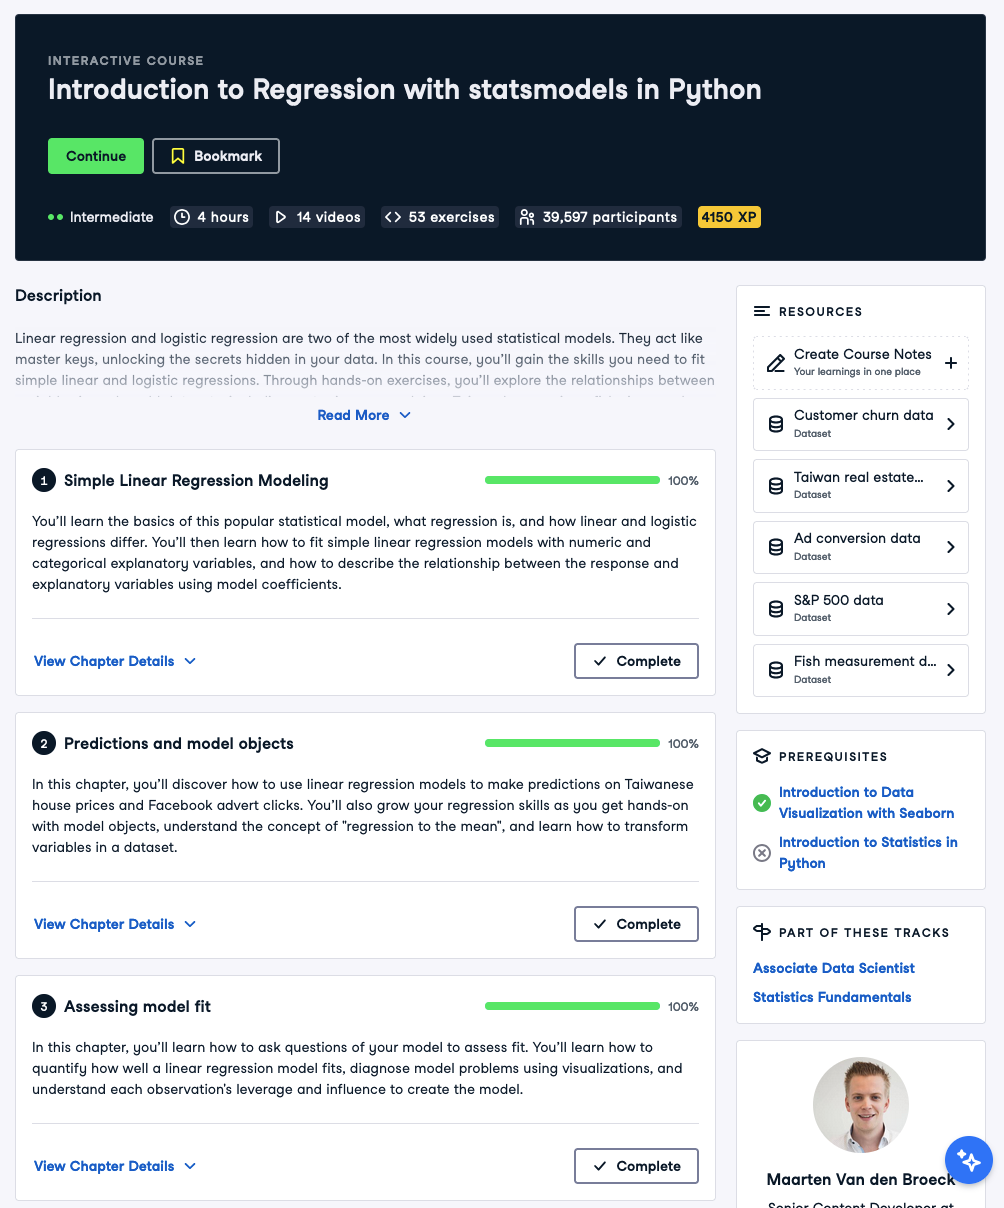 INTERACTIVE COURSE
Introduction to Regression with statsmodels in Python
Continue
Bookmark
Intermediate
4 hours
14 videos
53 exercises
39,597 participants
4150 XP
Description
Linear regression and logistic regression are two of the most widely used statistical models. They act like
master keys, unlocking the secrets hidden in your data. In this course, you’ll gain the skills you need to fit
simple linear and logistic regressions. Through hands-on exercises, you’ll explore the relationships between
Read More
1 Simple Linear Regression Modeling
100%
You’ll learn the basics of this popular statistical model, what regression is, and how linear and logistic
regressions differ. You’ll then learn how to fit simple linear regression models with numeric and
categorical explanatory variables, and how to describe the relationship between the response and
explanatory variables using model coefficients.
View Chapter Details
Complete
2 Predictions and model objects
100%
In this chapter, you’ll discover how to use linear regression models to make predictions on Taiwanese
house prices and Facebook advert clicks. You’ll also grow your regression skills as you get hands-on
with model objects, understand the concept of "regression to the mean", and learn how to transform
variables in a dataset.
View Chapter Details
Complete
3 Assessing model fit
100%
In this chapter, you’ll learn how to ask questions of your model to assess fit. You’ll learn how to
quantify how well a linear regression model fits, diagnose model problems using visualizations, and
understand each observation's leverage and influence to create the model.
View Chapter Details
Complete
RESOURCES
Create Course Notes
Your learnings in one place
Customer churn data
Dataset
Taiwan real estate...
Dataset
Ad conversion data
Dataset
S&P 500 data
Dataset
Fish measurement d...
Dataset
PREREQUISITES
Introduction to Data
Visualization with Seaborn
Introduction to Statistics in
Python
PART OF THESE TRACKS
Associate Data Scientist
Statistics Fundamentals
Maarten Van den Broeck
Senior Content Developer at